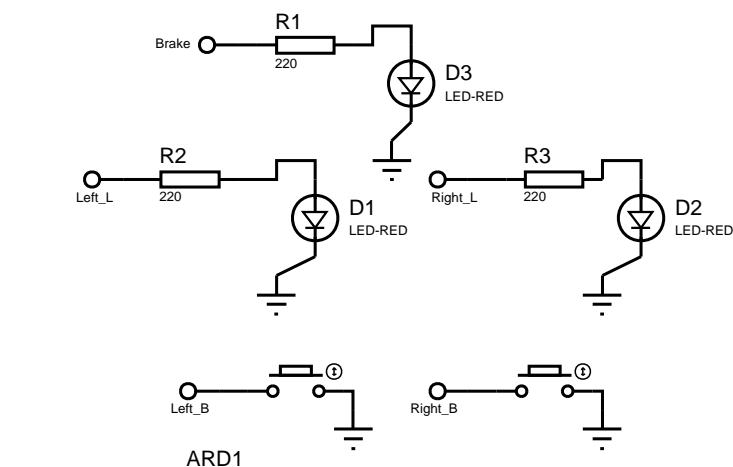 R1
Brake
220
D3
LED-RED
R2
Left_L
220
D1
LED-RED
R3
Right_L
220
D2
LED-RED
Left_B
Right_B
ARD1